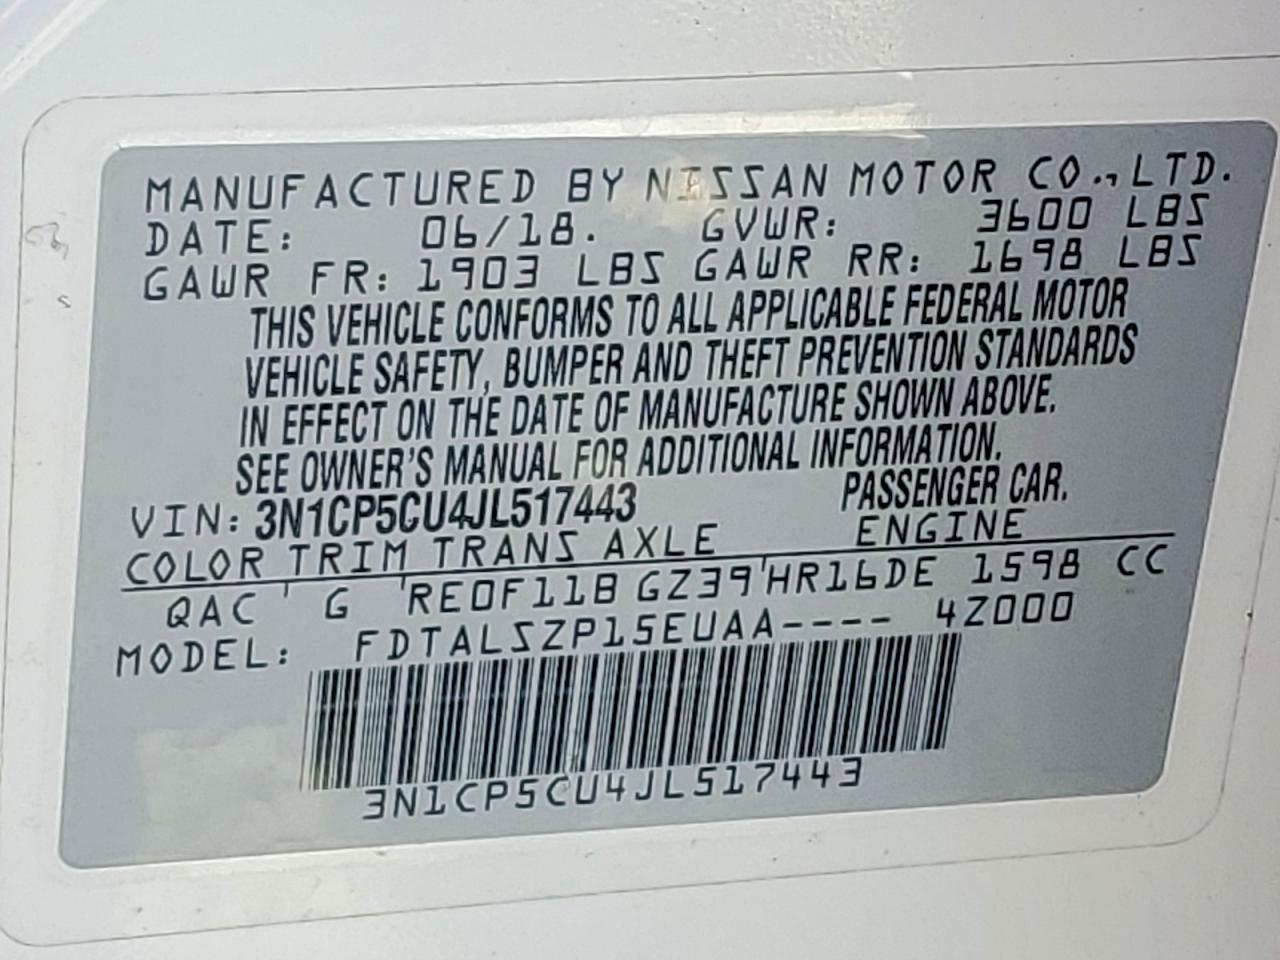 MANUFACTURED BY NISSAN MOTOR CO., LTD.
DATE: 06/18. GVWR: 3600 LBS
GAWR FR: 1903 LBS GAWR RR: 1698 LBS
THIS VEHICLE CONFORMS TO ALL APPLICABLE FEDERAL MOTOR
VEHICLE SAFETY, BUMPER AND THEFT PREVENTION STANDARDS
IN EFFECT ON THE DATE OF MANUFACTURE SHOWN ABOVE.
SEE OWNER'S MANUAL FOR ADDITIONAL INFORMATION.
VIN: 3N1CP5CU4JL517443 PASSENGER CAR.
COLOR TRIM TRANS AXLE ENGINE
QAC G RE0F11B GZ39 HR16DE 1598 CC
MODEL: FDTALSZP15EUAA---- 4Z000
3N1CP5CU4JL517443